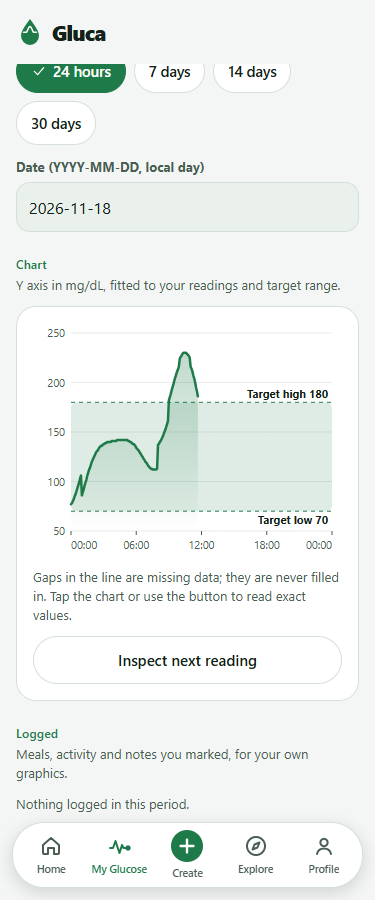 Gluca
24 hours
7 days
14 days
30 days
Date (YYYY-MM-DD, local day)
2026-11-18
Chart
Y axis in mg/dL, fitted to your readings and target range.
250
200
Target high 180
150
100
Target low 70
50
00:00
06:00
12:00
18:00
00:00
Gaps in the line are missing data; they are never filled
in. Tap the chart or use the button to read exact
values.
Inspect next reading
Logged
Meals, activity and notes you marked, for your own
graphics.
Nothing logged in this period.
Home
My Glucose
Create
Explore
Profile